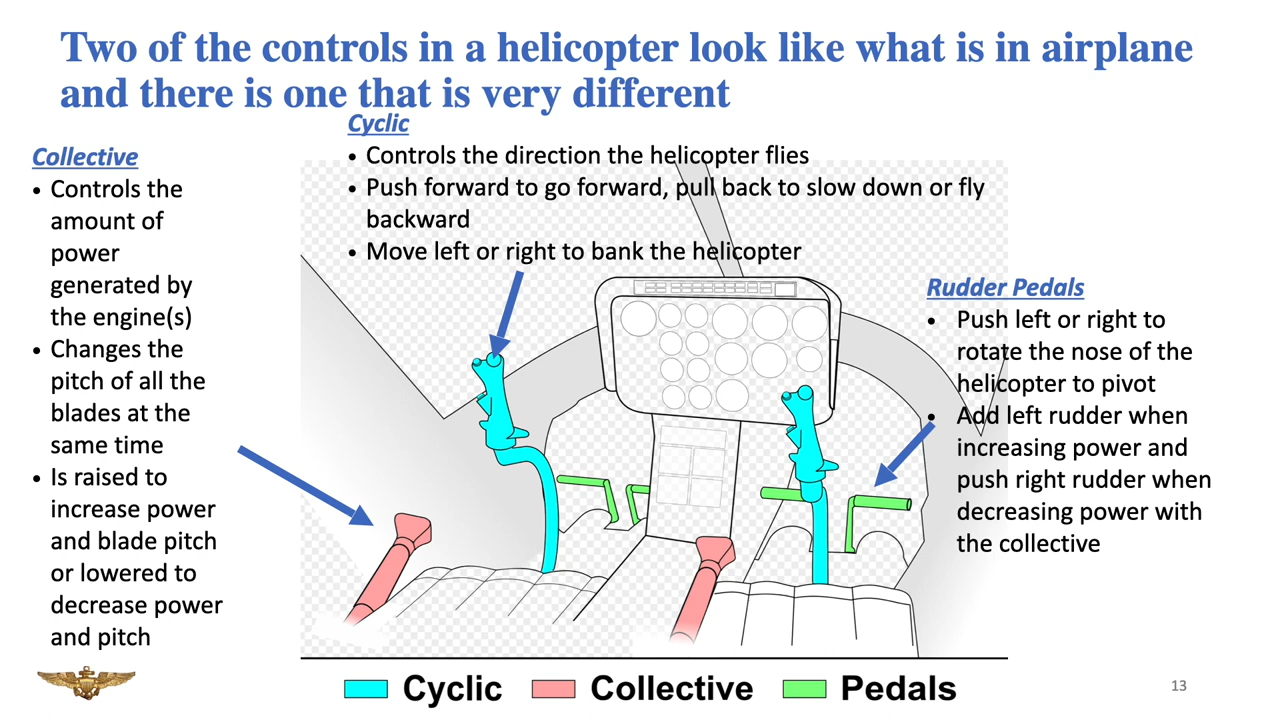 Two of the controls in a helicopter look like what is in airplane
and there is one that is very different
Collective
• Controls the
amount of
power
generated by
the engine(s)
• Changes the
pitch of all the
blades at the
same time
• Is raised to
increase power
and blade pitch
or lowered to
decrease power
and pitch
Cyclic
• Controls the direction the helicopter flies
• Push forward to go forward, pull back to slow down or fly
backward
• Move left or right to bank the helicopter
Rudder Pedals
• Push left or right to
rotate the nose of the
helicopter to pivot
• Add left rudder when
increasing power and
push right rudder when
decreasing power with
the collective
Cyclic Collective Pedals
13